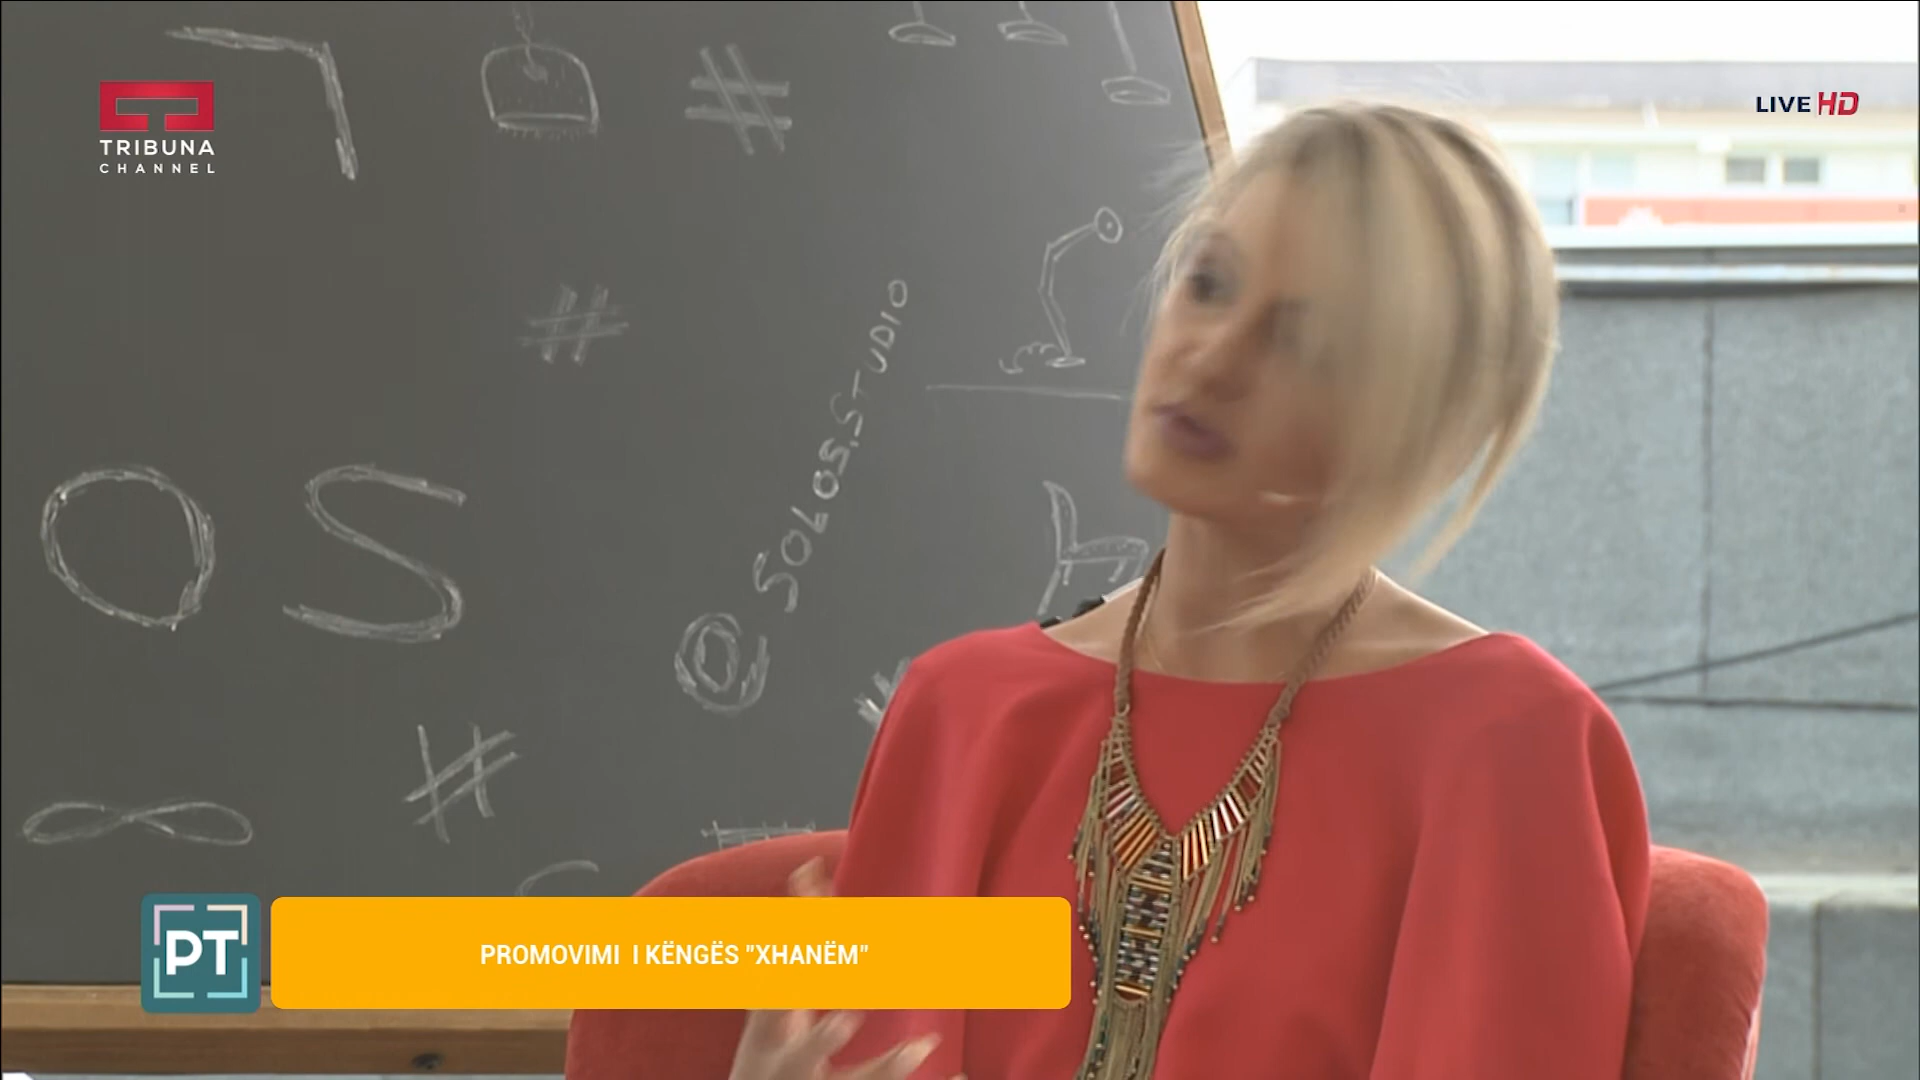 TRIBUNA
CHANNEL
LIVE HD
# 
#
@SOLOS.STUDIO
OS
#
PT
PROMOVIMI I KËNGËS "XHANËM"